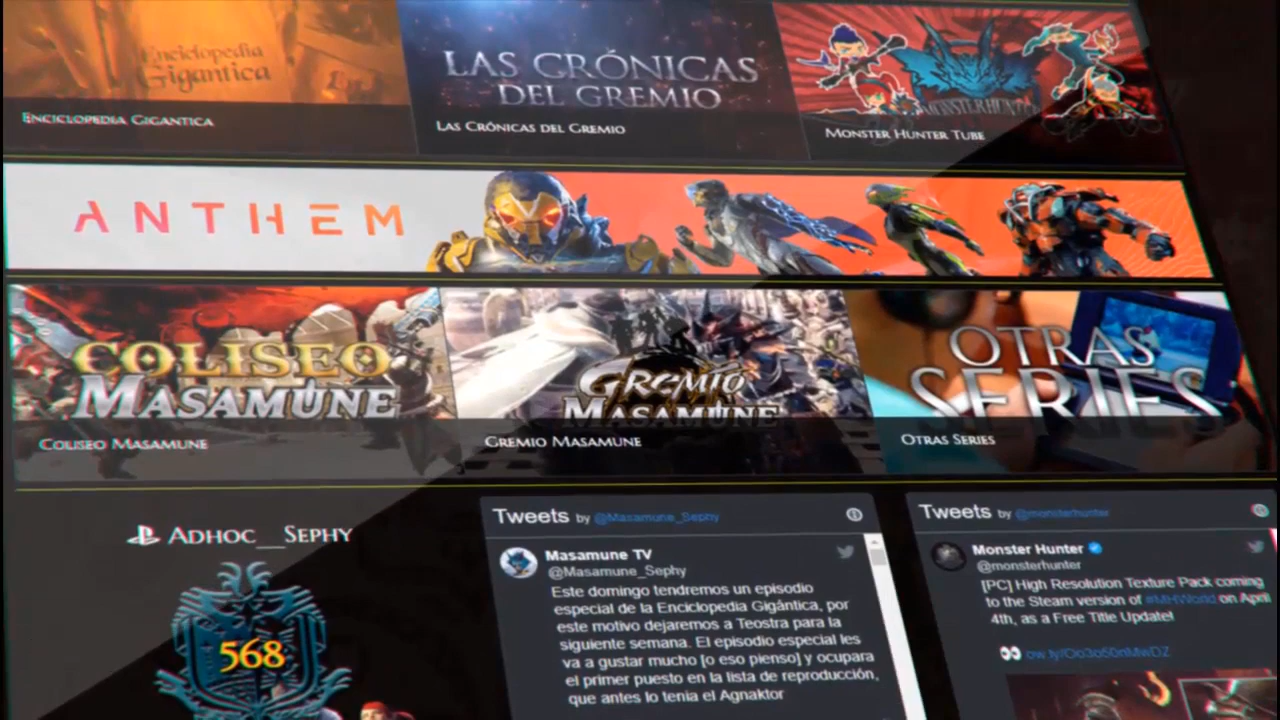 Enciclopedia
Gigantica
Enciclopedia Gigantica
LAS CRÓNICAS
DEL GREMIO
Las Crónicas del Gremio
MONSTERHUNTER
Monster Hunter Tube
ANTHEM
COLISEO
MASAMUNE
Coliseo Masamune
GREMIO
MASAMUNE
Gremio Masamune
OTRAS
SERIES
Otras Series
Adhoc__Sephy
568
Tweets by @Masamune_Sephy
Masamune TV
@Masamune_Sephy
Este domingo tendremos un episodio
especial de la Enciclopedia Gigántica, por
este motivo dejaremos a Teostra para la
siguiente semana. El episodio especial les
va a gustar mucho [o eso pienso] y ocupara
el primer puesto en la lista de reproducción,
que antes lo tenia el Agnaktor
Tweets by @monsterhunter
Monster Hunter
@monsterhunter
[PC] High Resolution Texture Pack coming
to the Steam version of #MHWorld on April
4th, as a Free Title Update!
👀 ow.ly/Oo3o50nMwDZ